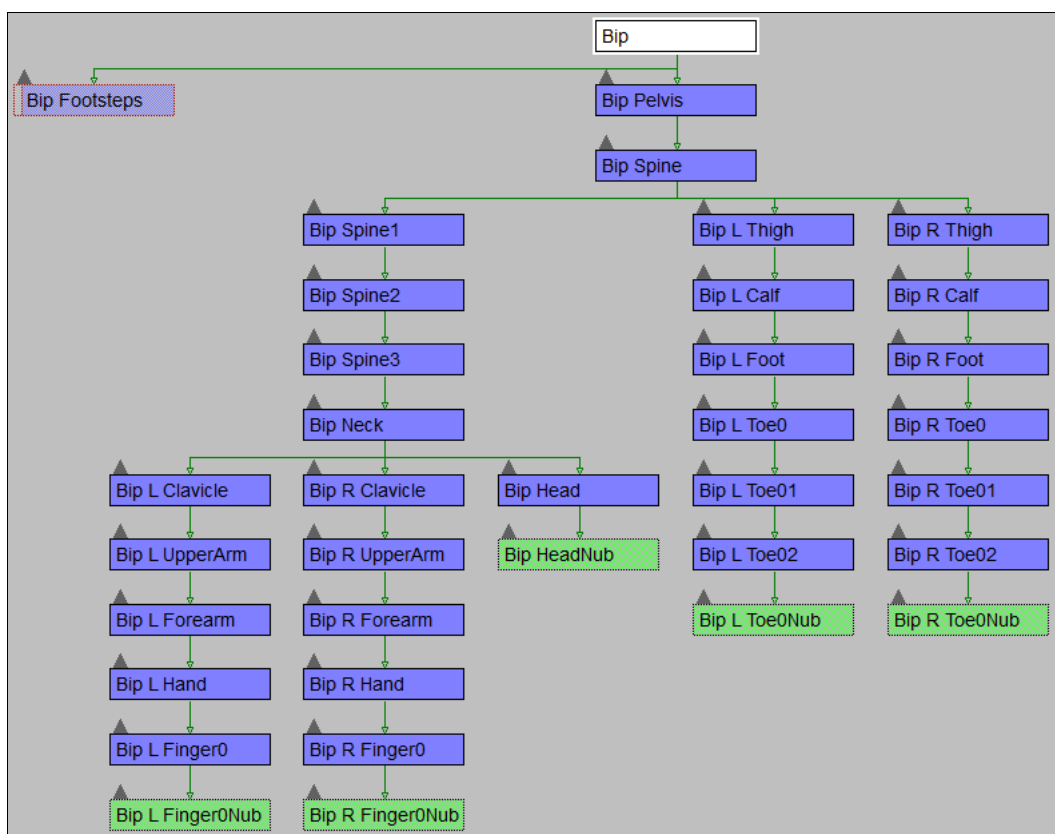 Bip
Bip Footsteps
Bip Pelvis
Bip Spine
Bip Spine1
Bip L Thigh
Bip R Thigh
Bip Spine2
Bip L Calf
Bip R Calf
Bip Spine3
Bip L Foot
Bip R Foot
Bip Neck
Bip L Toe0
Bip R Toe0
Bip L Clavicle
Bip R Clavicle
Bip Head
Bip L Toe01
Bip R Toe01
Bip L UpperArm
Bip R UpperArm
Bip HeadNub
Bip L Toe02
Bip R Toe02
Bip L Forearm
Bip R Forearm
Bip L Toe0Nub
Bip R Toe0Nub
Bip L Hand
Bip R Hand
Bip L Finger0
Bip R Finger0
Bip L Finger0Nub
Bip R Finger0Nub